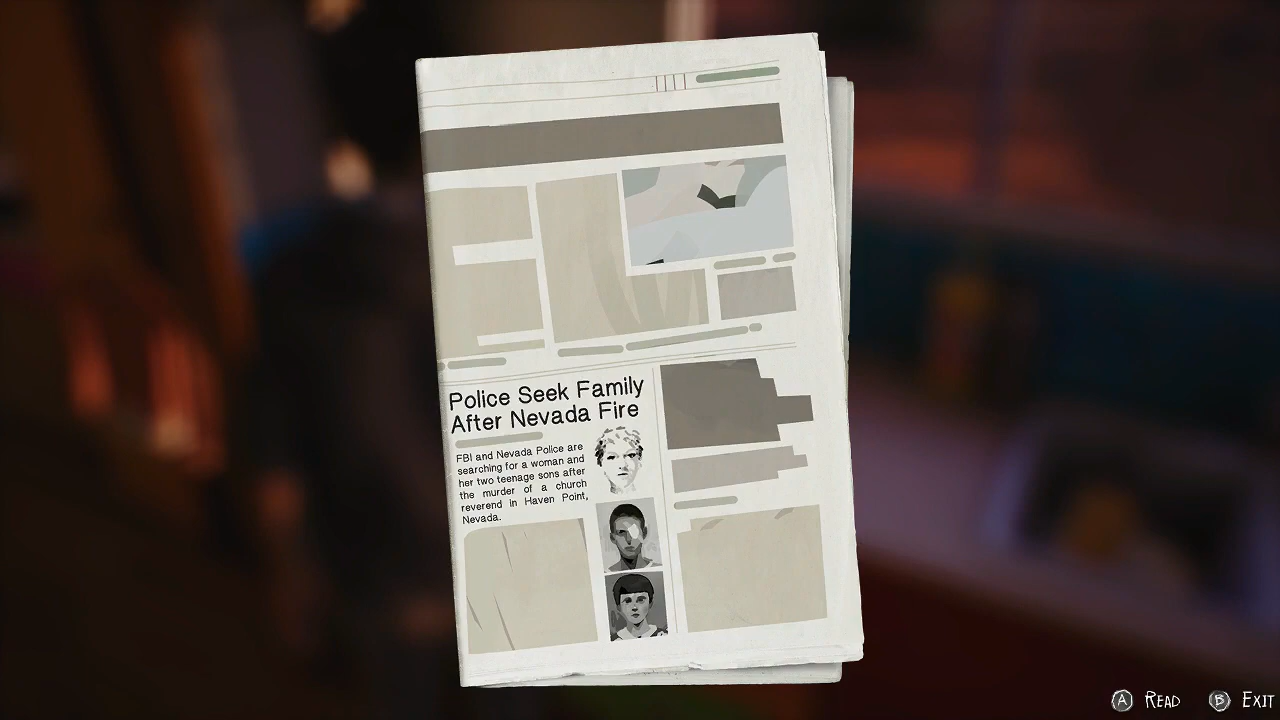 Police Seek Family
After Nevada Fire
FBI and Nevada Police are
searching for a woman and
her two teenage sons after
the murder of a church
reverend in Haven Point,
Nevada.
A READ B EXIT